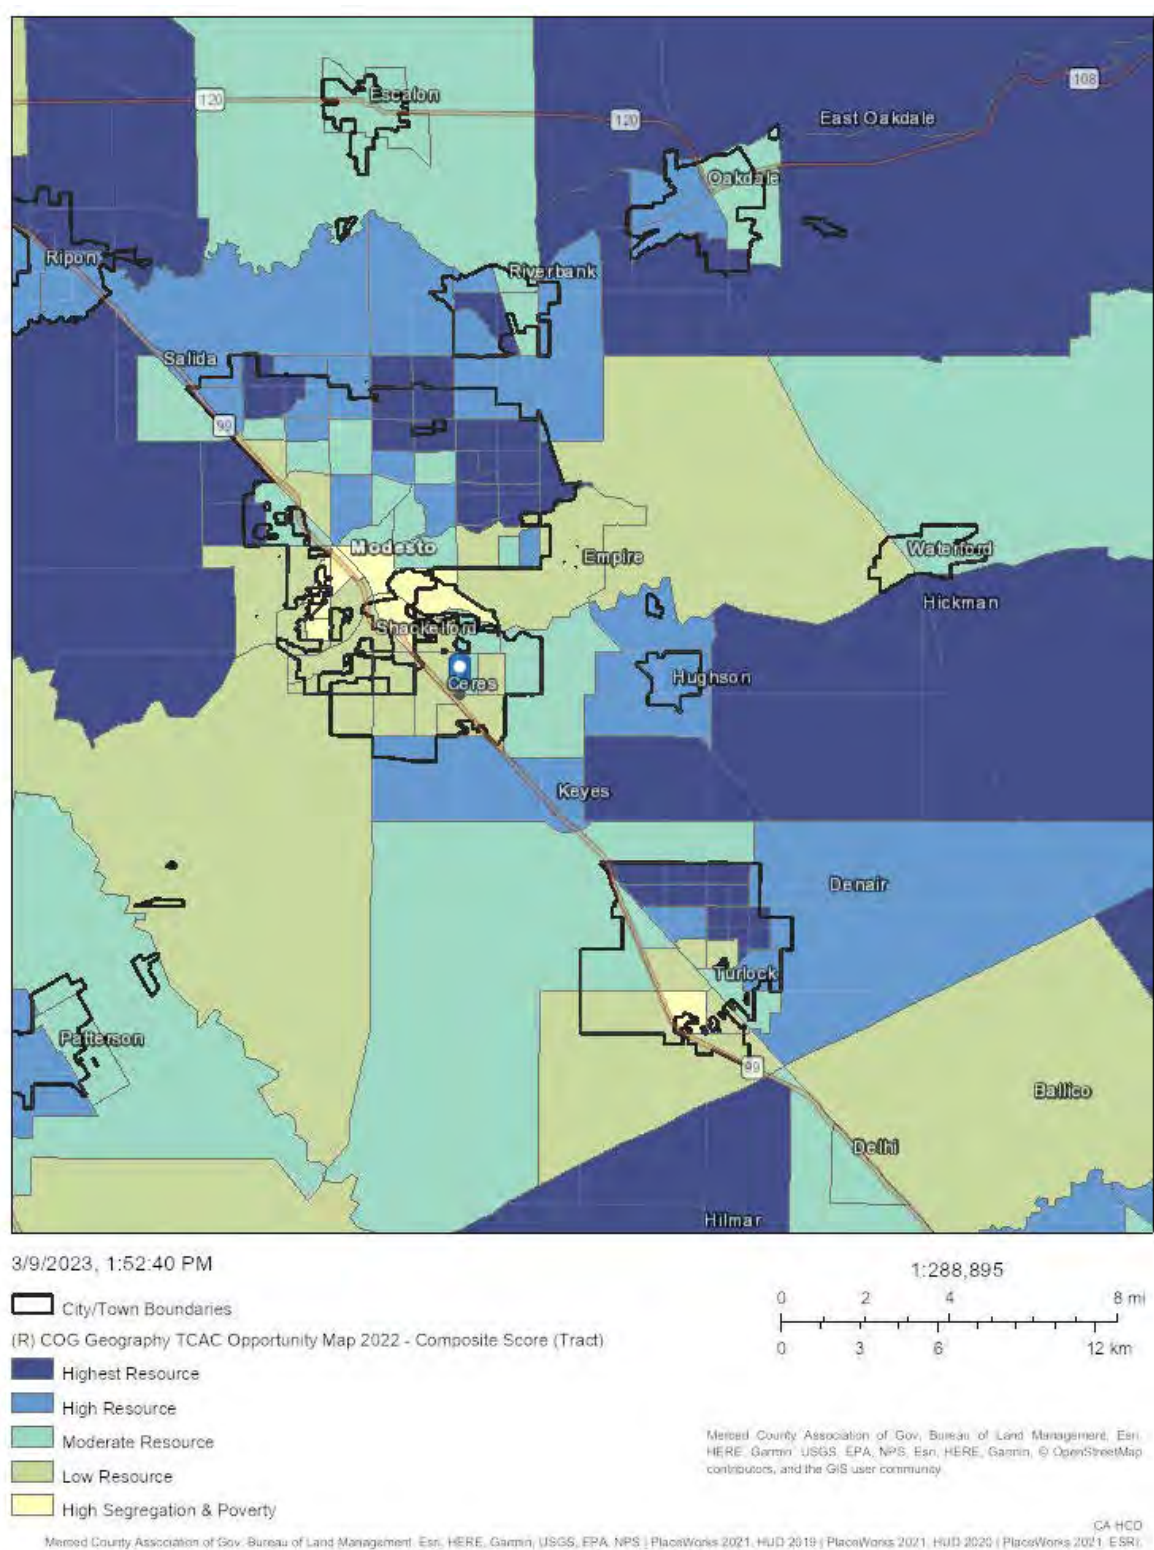 108
120
Escalon
120
East Oakdale
Oakdale
Ripon
Riverbank
Salida
99
Modesto
Empire
Waterford
Hickman
Shackelford
Hughson
Ceres
Keyes
Denair
Turlock
Patterson
99
Ballico
Delhi
Hilmar
3/9/2023, 1:52:40 PM
1:288,895
0 2 4 8 mi
0 3 6 12 km
City/Town Boundaries
(R) COG Geography TCAC Opportunity Map 2022 - Composite Score (Tract)
Highest Resource
High Resource
Moderate Resource
Low Resource
High Segregation & Poverty
Merced County Association of Gov, Bureau of Land Management, Esri,
HERE, Garmin, USGS, EPA, NPS, Esri, HERE, Garmin, © OpenStreetMap
contributors, and the GIS user community
CA HCD
Merced County Association of Gov, Bureau of Land Management, Esri, HERE, Garmin, USGS, EPA, NPS | PlaceWorks 2021, HUD 2019 | PlaceWorks 2021, HUD 2020 | PlaceWorks 2021, ESRI,